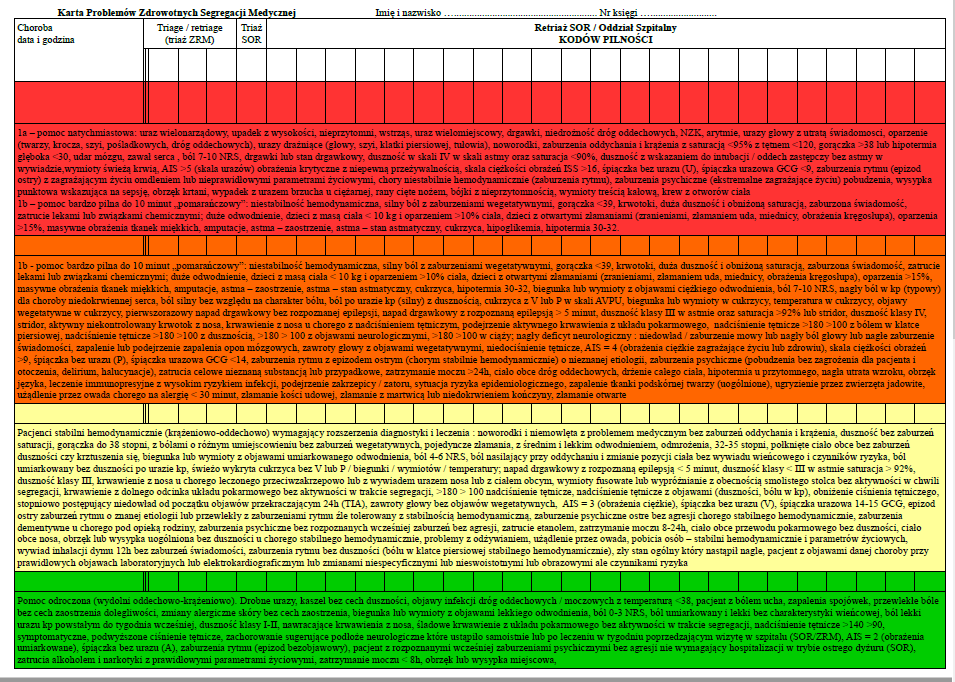 Karta Problemów Zdrowotnych Segregacji Medycznej Imię i nazwisko …........................................................ Nr księgi …..........................
Choroba Triage / retriage Triaż Retriaż SOR / Oddział Szpitalny
data i godzina (triaż ZRM) SOR KODÓW PILNOŚCI
1a – pomoc natychmiastowa: uraz wielonarządowy, upadek z wysokości, nieprzytomni, wstrząs, uraz wielomiejscowy, drgawki, niedrożność dróg oddechowych, NZK, arytmie, urazy głowy z utratą świadomosci, oparzenie
(twarzy, krocza, szyi, pośladkowych, dróg oddechowych), urazy drażniące (głowy, szyi, klatki piersiowej, tułowia), noworodki, zaburzenia oddychania i krążenia z saturacją <95% z tętnem <120, gorączka >38 lub hipotermia
głęboka <30, udar mózgu, zawał serca , ból 7-10 NRS, drgawki lub stan drgawkowy, duszność w skali IV w skali astmy oraz saturacja <90%, duszność z wskazaniem do intubacji / oddech zastępczy bez astmy w
wywiadzie,wymioty świeżą krwią, AIS >5 (skala urazów) obrażenia krytyczne z niepewną przeżywalnością, skala ciężkości obrażeń ISS >16, śpiączka bez urazu (U), śpiączka urazowa GCG <9, zaburzenia rytmu (epizod
ostry) z zagrażającym życiu omdleniem lub nieprawidłowymi parametrami życiowymi, chory niestabilnie hemodynamicznie (zaburzenia rytmu), zaburzenia psychiczne (ekstremalne zagrażające życiu) pobudzenia, wysypka
punktowa wskazująca na sepsję, obrzęk krtani, wypadek z urazem brzucha u ciężarnej, rany cięte nożem, bójki z nieprzytomnością, wymioty treścią kałową, krew z otworów ciała
1b – pomoc bardzo pilna do 10 minut „pomarańczowy”: niestabilność hemodynamiczna, silny ból z zaburzeniami wegetatywnymi, gorączka <39, krwotoki, duża duszność i obniżoną saturacją, zaburzona świadomość,
zatrucie lekami lub związkami chemicznymi; duże odwodnienie, dzieci z masą ciała < 10 kg i oparzeniem >10% ciała, dzieci z otwartymi złamaniami (zranieniami, złamaniem uda, miednicy, obrażenia kręgosłupa), oparzenia
>15%, masywne obrażenia tkanek miękkich, amputacje, astma – zaostrzenie, astma – stan astmatyczny, cukrzyca, hipoglikemia, hipotermia 30-32.
1b - pomoc bardzo pilna do 10 minut „pomarańczowy”: niestabilność hemodynamiczna, silny ból z zaburzeniami wegetatywnymi, gorączka <39, krwotoki, duża duszność i obniżoną saturacją, zaburzona świadomość, zatrucie
lekami lub związkami chemicznymi; duże odwodnienie, dzieci z masą ciała < 10 kg i oparzeniem >10% ciała, dzieci z otwartymi złamaniami (zranieniami, złamaniem uda, miednicy, obrażenia kręgosłupa), oparzenia >15%,
masywne obrażenia tkanek miękkich, amputacje, astma – zaostrzenie, astma – stan astmatyczny, cukrzyca, hipotermia 30-32, biegunka lub wymioty z objawami ciężkiego odwodnienia, ból 7-10 NRS, nagły ból w kp (typowy)
dla choroby niedokrwiennej serca, ból silny bez względu na charakter bólu, ból po urazie kp (silny) z dusznością, cukrzyca z V lub P w skali AVPU, biegunka lub wymioty w cukrzycy, temperatura w cukrzycy, objawy
wegetatywne w cukrzycy, pierwszorazowy napad drgawkowy bez rozpoznanej epilepsji, napad drgawkowy z rozpoznaną epilepsją > 5 minut, duszność klasy III w astmie oraz saturacja >92% lub stridor, duszność klasy IV,
stridor, aktywny niekontrolowany krwotok z nosa, krwawienie z nosa u chorego z nadciśnieniem tętniczym, podejrzenie aktywnego krwawienia z układu pokarmowego, nadciśnienie tętnicze >180 >100 z bólem w klatce
piersiowej, nadciśnienie tętnicze >180 >100 z dusznością, >180 > 100 z objawami neurologicznymi, >180 >100 w ciąży; nagły deficyt neurologiczny : niedowład / zaburzenie mowy lub nagły ból głowy lub nagłe zaburzenie
świadomości, zapalenie lub podejrzenie zapalenia opon mózgowych, zawroty głowy z objawami wegetatywnymi, niedociśnienie tętnicze, AIS = 4 (obrażenia ciężkie zagrażające życiu lub zdrowiu), skala ciężkości obrażeń
>9, śpiączka bez urazu (P), śpiączka urazowa GCG <14, zaburzenia rytmu z epizodem ostrym (chorym stabilnie hemodynamicznie) o nieznanej etiologii, zaburzenia psychiczne (pobudzenia bez zagrożenia dla pacjenta i
otoczenia, delirium, halucynacje), zatrucia celowe nieznaną substancją lub przypadkowe, zatrzymanie moczu >24h, ciało obce dróg oddechowych, drżenie całego ciała, hipotermia u przytomnego, nagła utrata wzroku, obrzęk
języka, leczenie immunopresyjne z wysokim ryzykiem infekcji, podejrzenie zakrzepicy / zatoru, sytuacja ryzyka epidemiologicznego, zapalenie tkanki podskórnej twarzy (uogólnione), ugryzienie przez zwierzęta jadowite,
użądlenie przez owada chorego na alergię < 30 minut, złamanie kości udowej, złamanie z martwicą lub niedokrwieniem kończyny, złamanie otwarte
Pacjenci stabilni hemodynamicznie (krążeniowo-oddechowo) wymagający rozszerzenia diagnostyki i leczenia : noworodki i niemowlęta z problemem medycznym bez zaburzeń oddychania i krążenia, duszność bez zaburzeń
saturacji, gorączka do 38 stopni, z bólami o różnym umiejscowieniu bez zaburzeń wegetatywnych, pojedyncze złamania, z średnim i lekkim odwodnieniem, odmrożenia, 32-35 stopni, połknięte ciało obce bez zaburzeń
duszności czy krztuszenia się, biegunka lub wymioty z objawami umiarkowanego odwodnienia, ból 4-6 NRS, ból nasilający przy oddychaniu i zmianie pozycji ciała bez wywiadu wieńcowego i czynników ryzyka, ból
umiarkowany bez duszności po urazie kp, świeżo wykryta cukrzyca bez V lub P / biegunki / wymiotów / temperatury; napad drgawkowy z rozpoznaną epilepsją < 5 minut, duszność klasy < III w astmie saturacja > 92%,
duszność klasy III, krwawienie z nosa u chorego leczonego przeciwzakrzepowo lub z wywiadem urazu nosa lub z ciałem obcym, wymioty fusowate lub wypróżnianie z obecnością smolistego stolca bez aktywności w chwili
segregacji, krwawienie z dolnego odcinka układu pokarmowego bez aktywności w trakcie segregacji, >180 > 100 nadciśnienie tętnicze, nadciśnienie tętnicze z objawami (duszności, bólu w kp), obniżenie ciśnienia tętniczego,
stopniowo postępujący niedowład od początku objawów przekraczającym 24h (TIA), zawroty głowy bez objawów wegetatywnych, AIS = 3 (obrażenia ciężkie), śpiączka bez urazu (V), śpiączka urazowa 14-15 GCG, epizod
ostry zaburzeń rytmu o znanej etiologii lub przewlekły z zaburzeniami rytmu źle tolerowany z stabilnością hemodynamiczną, zaburzenie psychiczne ostre bez agresji chorego stabilnego hemodynamicznie, zaburzenia
dementywne u chorego pod opieką rodziny, zaburzenia psychiczne bez rozpoznanych wcześniej zaburzeń bez agresji, zatrucie etanolem, zatrzymanie moczu 8-24h, ciało obce przewodu pokarmowego bez duszności, ciało
obce nosa, obrzęk lub wysypka uogólniona bez duszności u chorego stabilnie hemodynamicznie, problemy z odżywianiem, użądlenie przez owada, pobicia osób – stabilni hemodynamicznie i parametrów życiowych,
wywiad inhalacji dymu 12h bez zaburzeń świadomości, zaburzenia rytmu bez duszności (bólu w klatce piersiowej stabilnego hemodynamicznie), zły stan ogólny który nastąpił nagle, pacjent z objawami danej choroby przy
prawidłowych objawach laboratoryjnych lub elektrokardiograficznym lub zmianami niespecyficznymi lub nieswoistotnymi lub obrazowymi ale czynnikami ryzyka
Pomoc odroczona (wydolni oddechowo-krążeniowo). Drobne urazy, kaszel bez cech duszności, objawy infekcji dróg oddechowych / moczowych z temperaturą <38, pacjent z bólem ucha, zapalenia spojówek, przewlekłe bóle
bez cech zaostrzenia dolegliwości, zmiany alergiczne skóry bez cech zaostrzenia, biegunka lub wymioty z objawami lekkiego odwodnienia, ból 0-3 NRS, ból umiarkowany i lekki bez charakterystyki wieńcowej, ból lekki
urazu kp powstałym do tygodnia wcześniej, duszność klasy I-II, nawracające krwawienia z nosa, śladowe krwawienie z układu pokarmowego bez aktywności w trakcie segregacji, nadciśnienie tętnicze >140 >90,
symptomatyczne, podwyższone ciśnienie tętnicze, zachorowanie sugerujące podłoże neurologiczne które ustąpiło samoistnie lub po leczeniu w tygodniu poprzedzającym wizytę w szpitalu (SOR/ZRM), AIS = 2 (obrażenia
umiarkowane), śpiączka bez urazu (A), zaburzenia rytmu (epizod bezobjawowy), pacjent z rozpoznanymi wcześniej zaburzeniami psychicznymi bez agresji nie wymagający hospitalizacji w trybie ostrego dyżuru (SOR),
zatrucia alkoholem i narkotyki z prawidłowymi parametrami życiowymi, zatrzymanie moczu < 8h, obrzęk lub wysypka miejscowa,